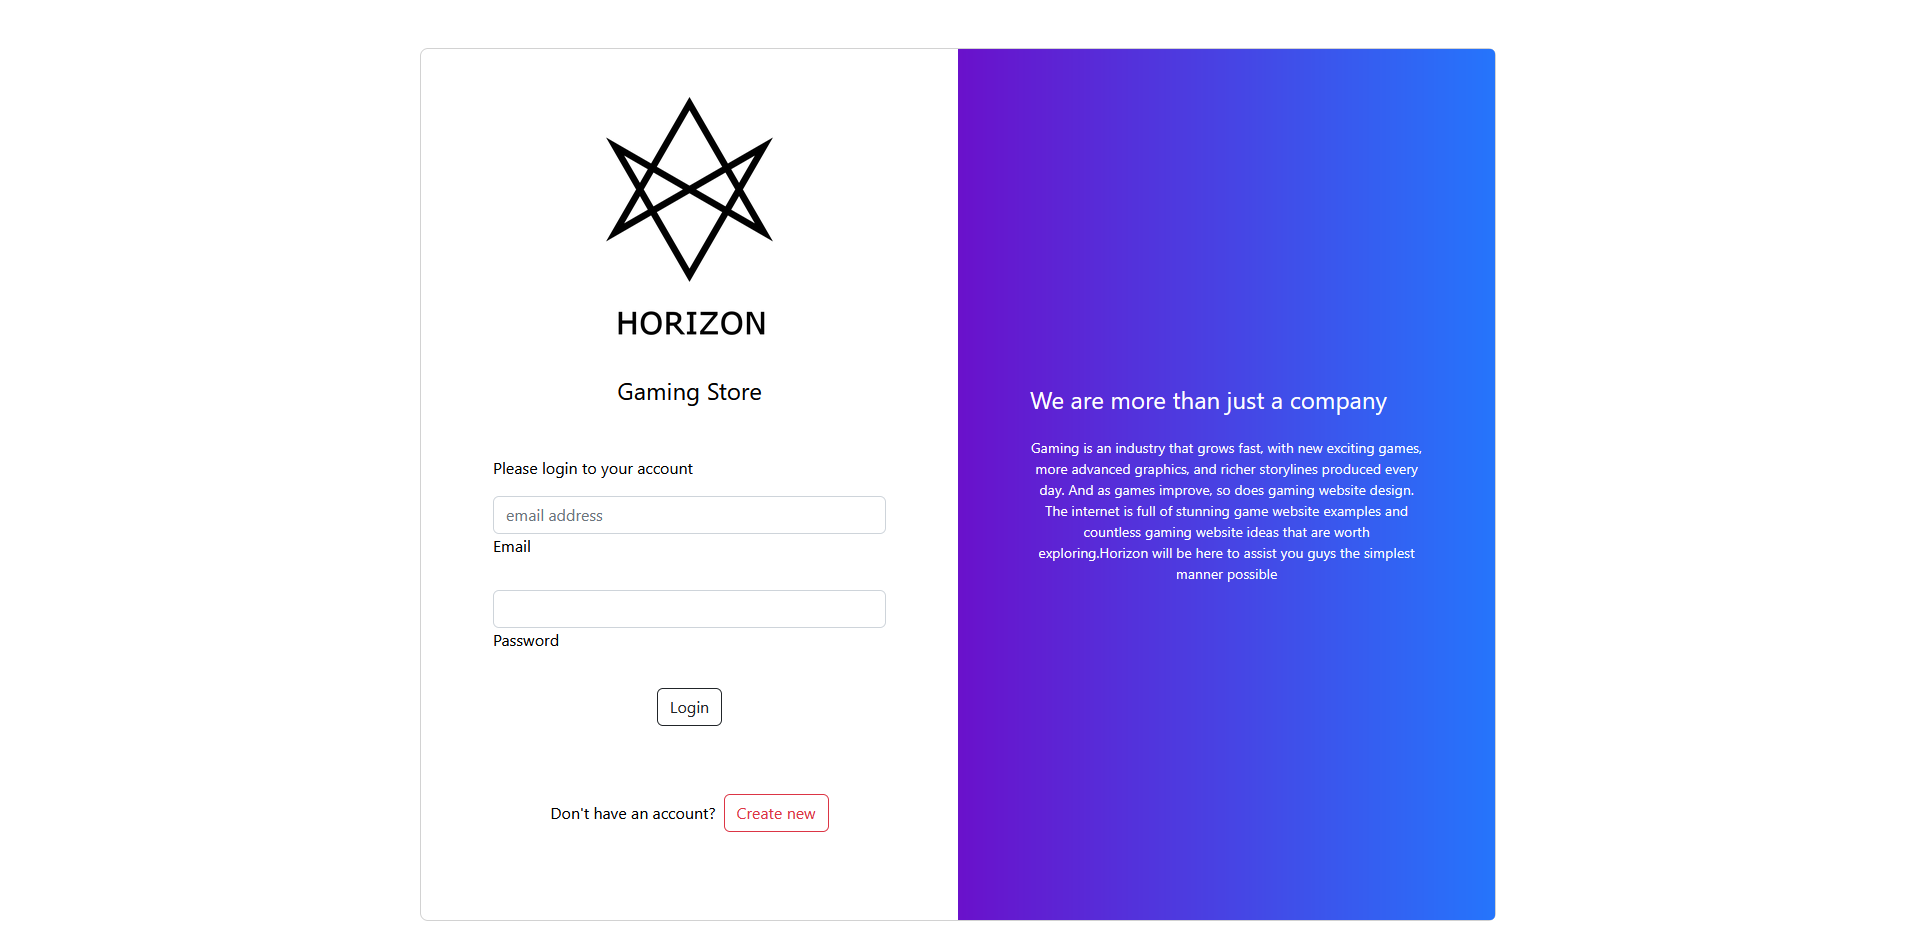 HORIZON
Gaming Store
Please login to your account
email address
Email
Password
Login
Don't have an account? Create new
We are more than just a company
Gaming is an industry that grows fast, with new exciting games,
more advanced graphics, and richer storylines produced every
day. And as games improve, so does gaming website design.
The internet is full of stunning game website examples and
countless gaming website ideas that are worth
exploring.Horizon will be here to assist you guys the simplest
manner possible